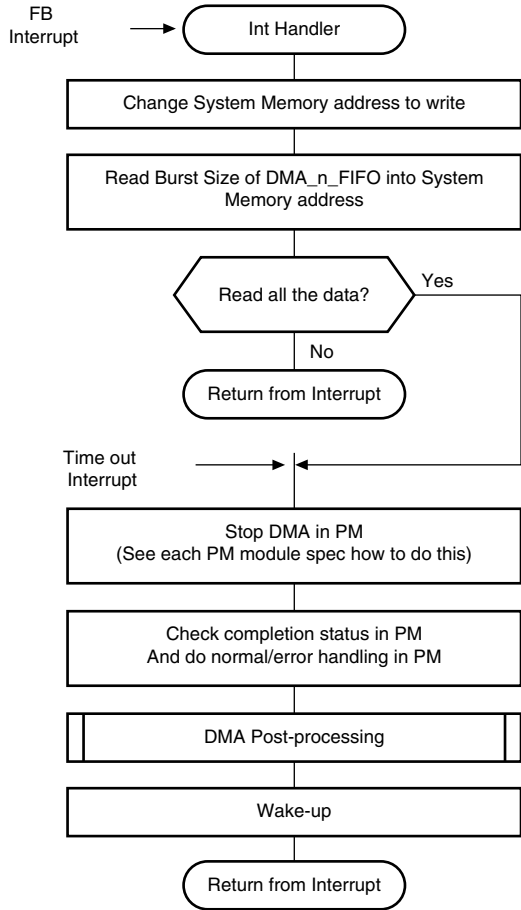 FB
Interrupt
Int Handler
Change System Memory address to write
Read Burst Size of DMA_n_FIFO into System
Memory address
Read all the data?
Yes
No
Return from Interrupt
Time out
Interrupt
Stop DMA in PM
(See each PM module spec how to do this)
Check completion status in PM
And do normal/error handling in PM
DMA Post-processing
Wake-up
Return from Interrupt